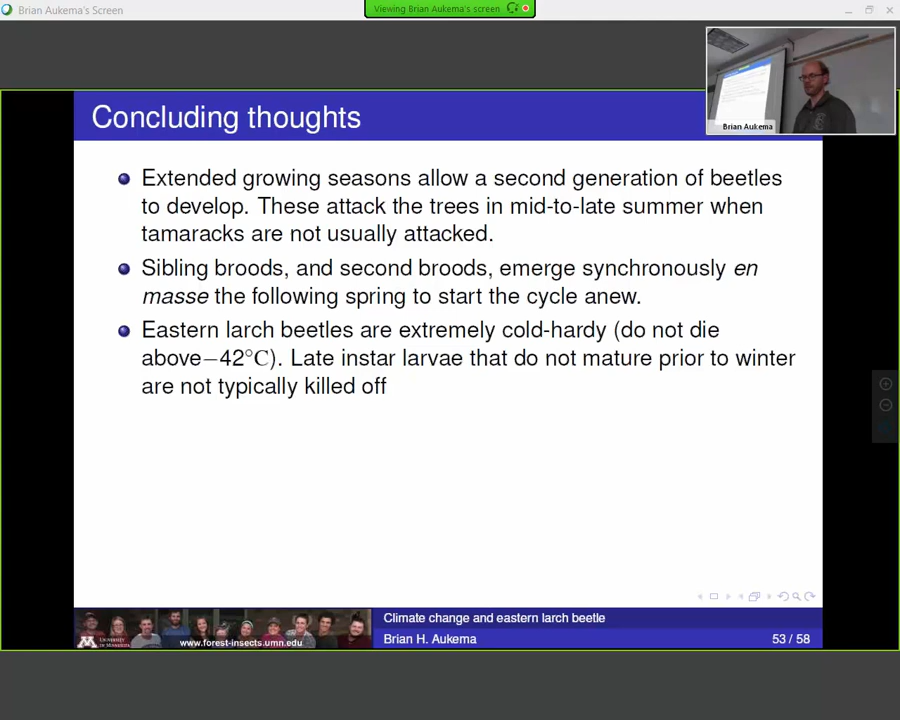 Brian Aukema's Screen
Viewing Brian Aukema's screen
Brian Aukema
Concluding thoughts
Extended growing seasons allow a second generation of beetles
to develop. These attack the trees in mid-to-late summer when
tamaracks are not usually attacked.
Sibling broods, and second broods, emerge synchronously en
masse the following spring to start the cycle anew.
Eastern larch beetles are extremely cold-hardy (do not die
above−42°C). Late instar larvae that do not mature prior to winter
are not typically killed off
M
UNIVERSITY
OF MINNESOTA
www.forest-insects.umn.edu
Climate change and eastern larch beetle
Brian H. Aukema
53 / 58